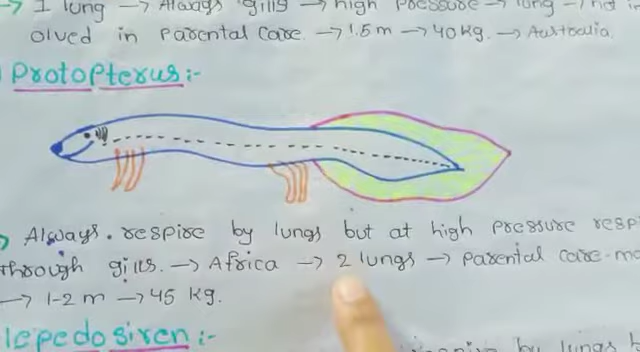 → 1 lung → Always gills → high pressure → lung → not i
olved in Parental care. → 1.5 m → 40 kg. → Australia.
Protopterus:-
Always. respire by lungs but at high pressure resp
through gills. → Africa → 2 lungs → Parental care-m
→ 1-2 m → 45 kg.
lepedosiren:-
by lungs b